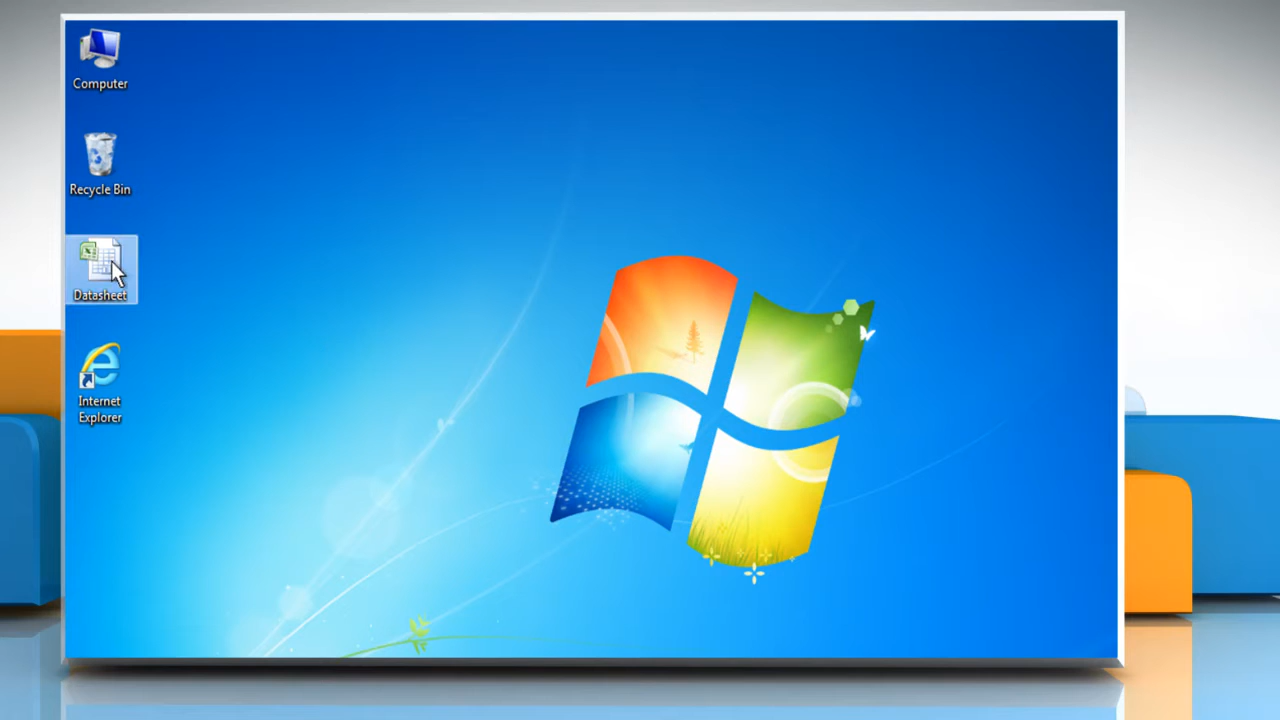 Computer
Recycle Bin
Datasheet
Internet
Explorer